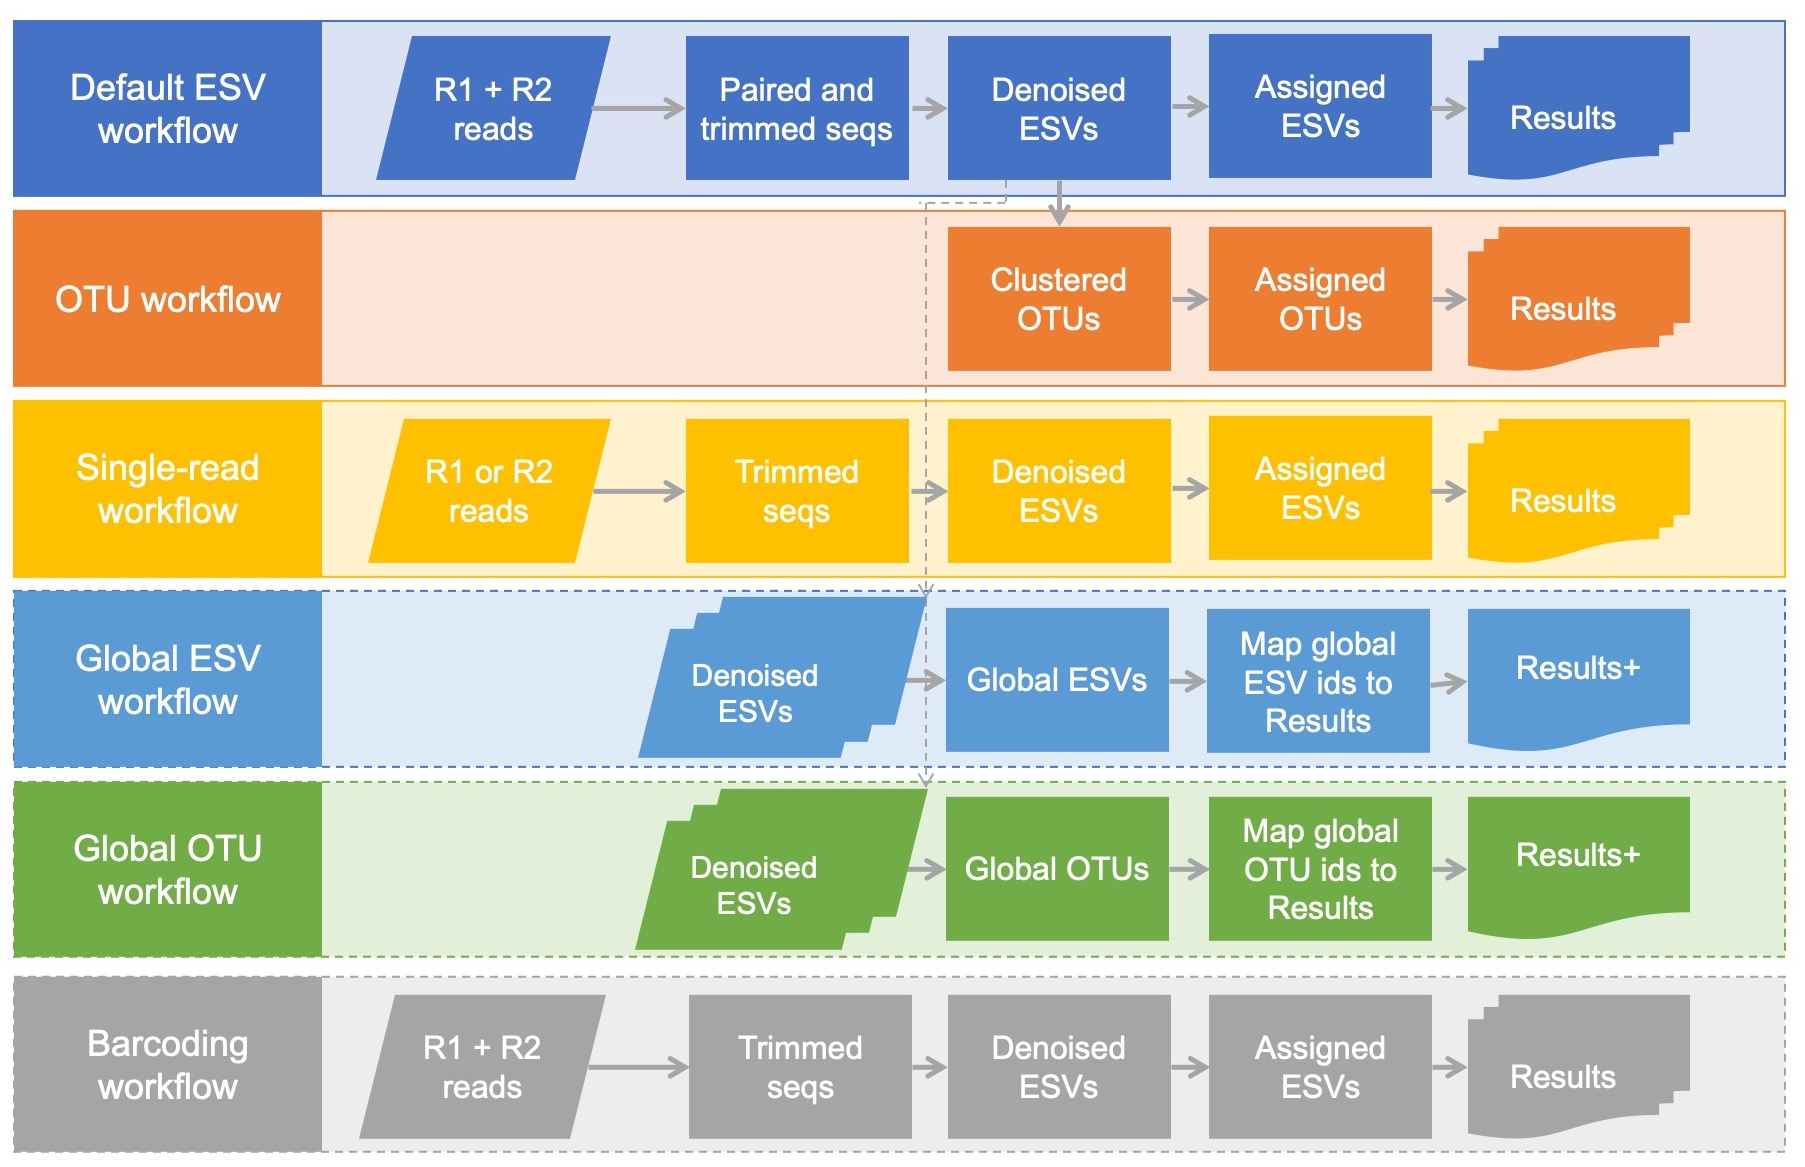 Default ESV
workflow
R1 + R2
reads
Paired and
trimmed seqs
Denoised
ESVs
Assigned
ESVs
Results
OTU workflow
Clustered
OTUs
Assigned
OTUs
Results
Single-read
workflow
R1 or R2
reads
Trimmed
seqs
Denoised
ESVs
Assigned
ESVs
Results
Global ESV
workflow
Denoised
ESVs
Global ESVs
Map global
ESV ids to
Results
Results+
Global OTU
workflow
Denoised
ESVs
Global OTUs
Map global
OTU ids to
Results
Results+
Barcoding
workflow
R1 + R2
reads
Trimmed
seqs
Denoised
ESVs
Assigned
ESVs
Results